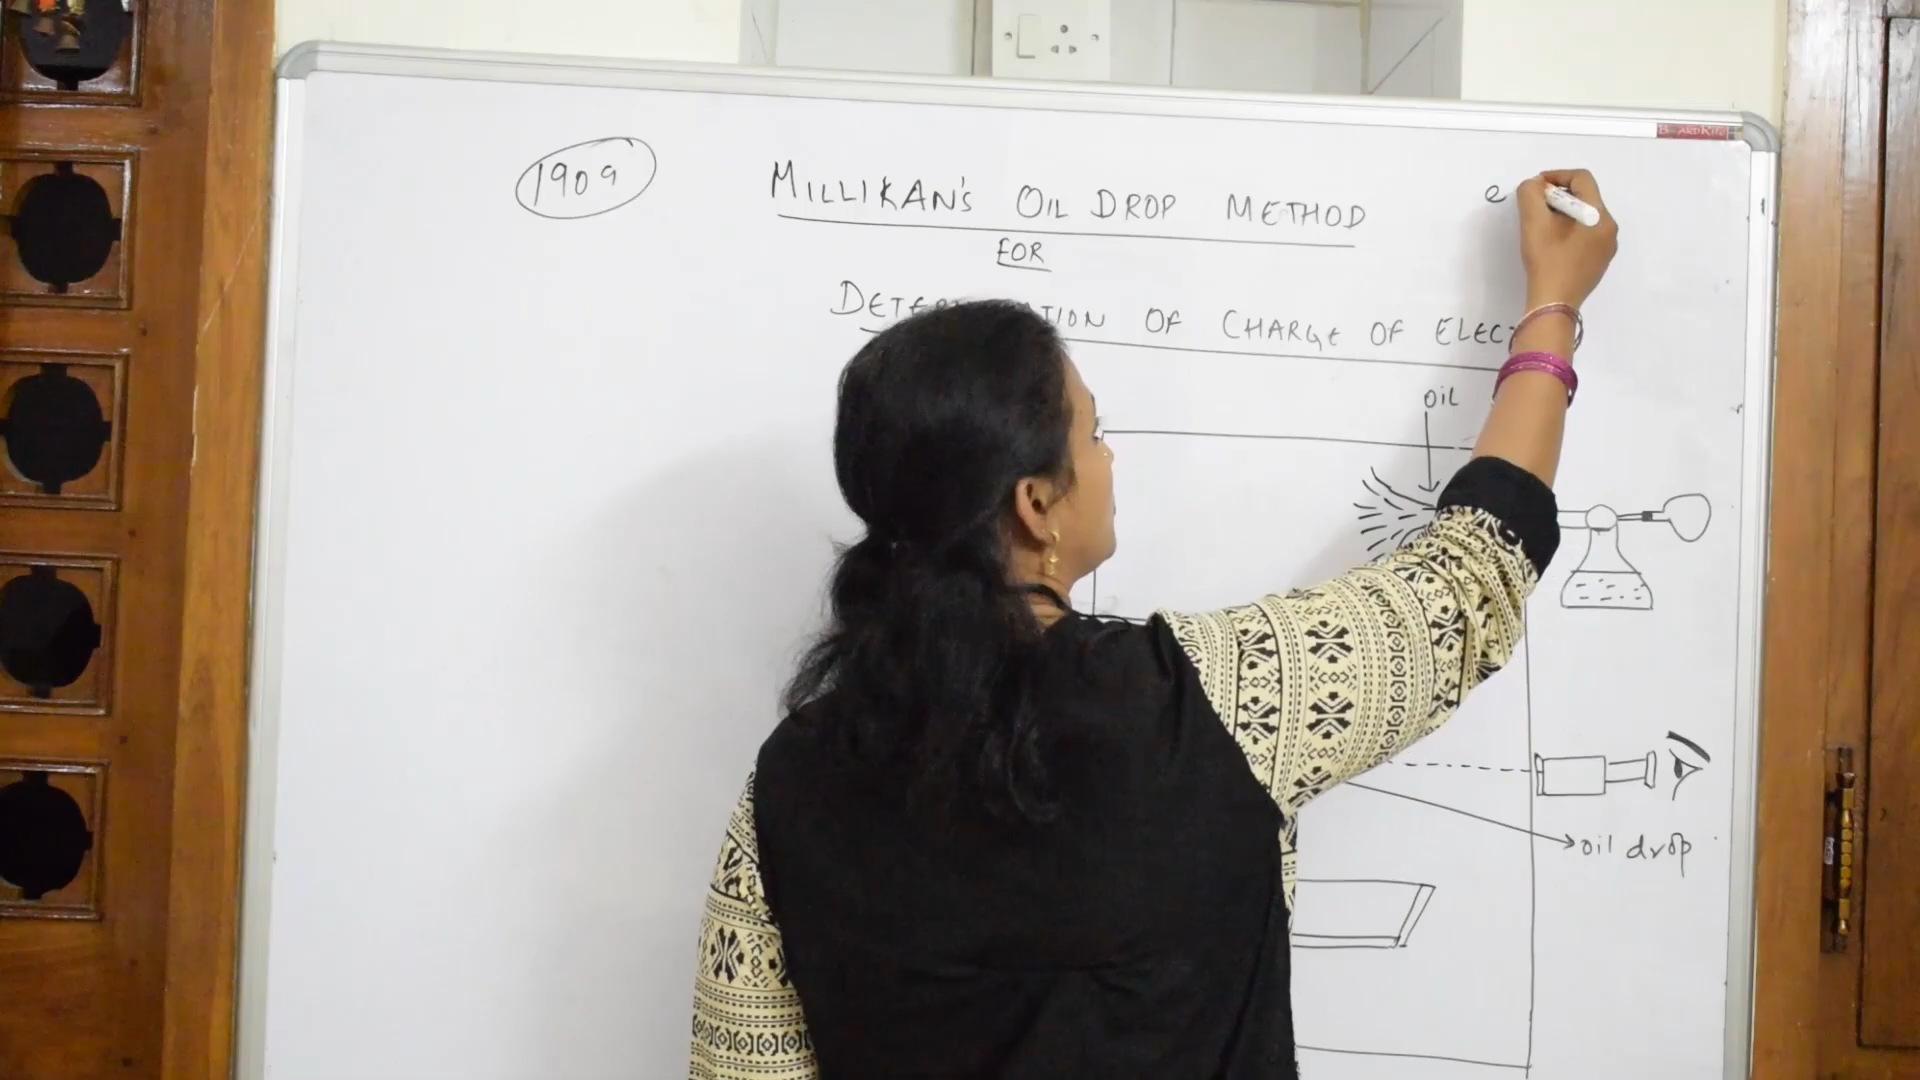 1909
MILLIKAN'S OIL DROP METHOD
e
FOR
OF CHARGE OF
OIL
oil drop